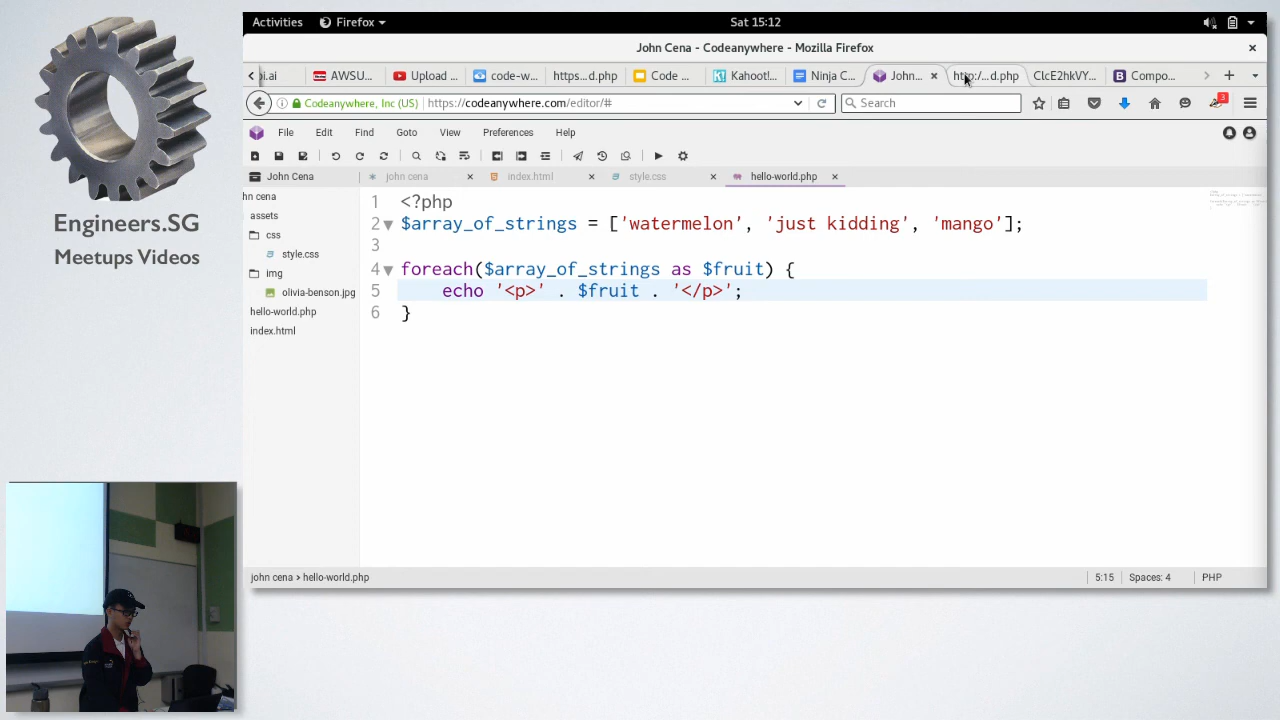 Engineers.SG
Meetups Videos
Activities Firefox Sat 15:12
John Cena - Codeanywhere - Mozilla Firefox
AWSU... Upload ... code-w... https...d.php Code ... Kahoot!... Ninja C... John... http:/...d.php ClcE2hkVY... Compo...
Codeanywhere, Inc (US) https://codeanywhere.com/editor/# Search 3
File Edit Find Goto View Preferences Help
John Cena john cena index.html style.css hello-world.php
hn cena
assets
css
style.css
img
olivia-benson.jpg
hello-world.php
index.html
1 <?php
2 $array_of_strings = ['watermelon', 'just kidding', 'mango'];
3
4 foreach($array_of_strings as $fruit) {
5 echo '<p>' . $fruit . '</p>';
6 }
john cena > hello-world.php 5:15 Spaces: 4 PHP